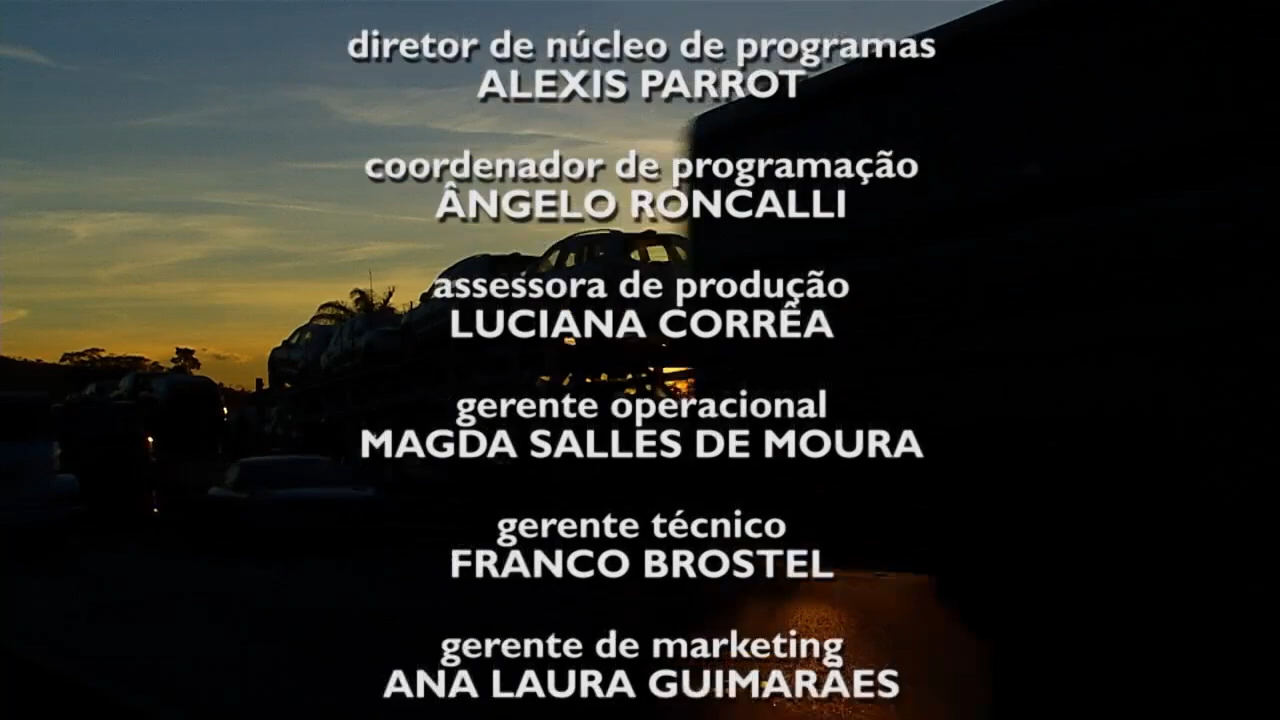 diretor de núcleo de programas
ALEXIS PARROT
coordenador de programação
ÂNGELO RONCALLI
assessora de produção
LUCIANA CORRÊA
gerente operacional
MAGDA SALLES DE MOURA
gerente técnico
FRANCO BROSTEL
gerente de marketing
ANA LAURA GUIMARÃES